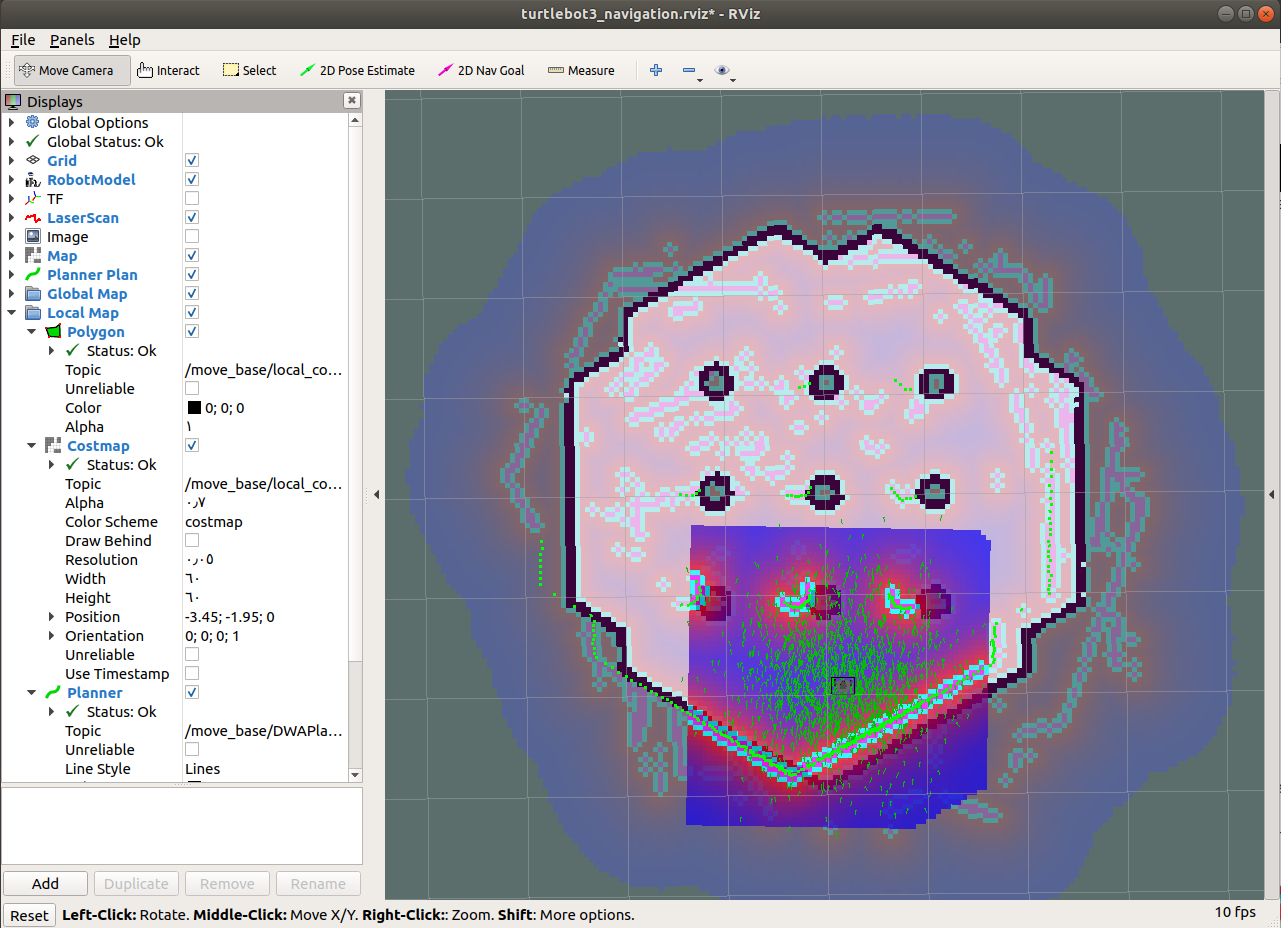 turtlebot3_navigation.rviz* - RViz
File Panels Help
Move Camera Interact Select 2D Pose Estimate 2D Nav Goal Measure
Displays
Global Options
Global Status: Ok
Grid
RobotModel
TF
LaserScan
Image
Map
Planner Plan
Global Map
Local Map
Polygon
Status: Ok
Topic /move_base/local_co...
Unreliable
Color 0; 0; 0
Alpha ١
Costmap
Status: Ok
Topic /move_base/local_co...
Alpha ٠٫٧
Color Scheme costmap
Draw Behind
Resolution ٠٫٠٥
Width ٦٠
Height ٦٠
Position -3.45; -1.95; 0
Orientation 0; 0; 0; 1
Unreliable
Use Timestamp
Planner
Status: Ok
Topic /move_base/DWAPla...
Unreliable
Line Style Lines
Add Duplicate Remove Rename
Reset Left-Click: Rotate. Middle-Click: Move X/Y. Right-Click:: Zoom. Shift: More options. 10 fps